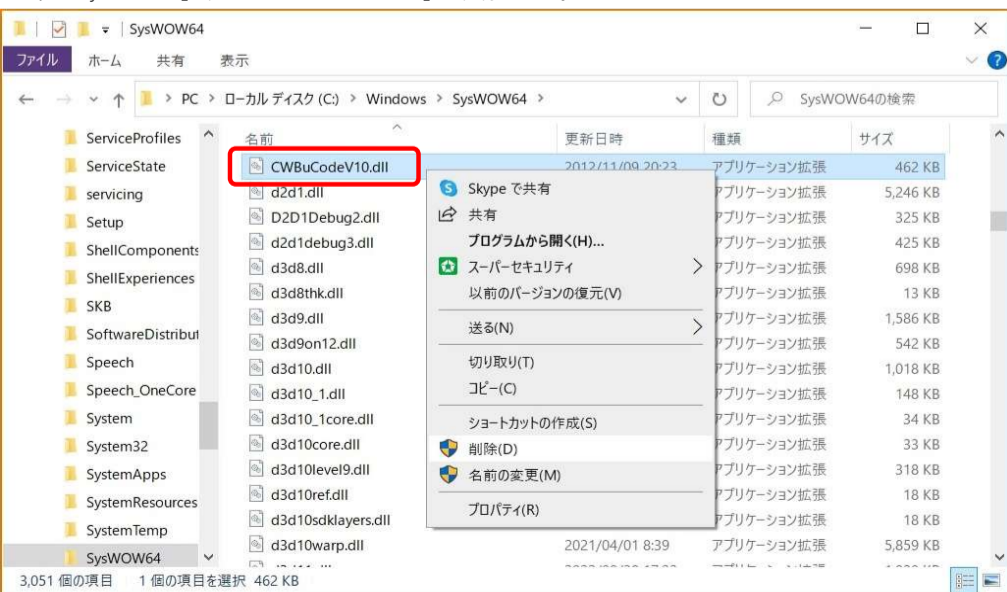 SysWOW64
ファイル ホーム 共有 表示
PC > ローカル ディスク (C:) > Windows > SysWOW64 >
SysWOW64の検索
ServiceProfiles
ServiceState
servicing
Setup
ShellComponents
ShellExperiences
SKB
SoftwareDistribut
Speech
Speech_OneCore
System
System32
SystemApps
SystemResources
SystemTemp
SysWOW64
名前 更新日時 種類 サイズ
CWBuCodeV10.dll 2012/11/09 20:23 アプリケーション拡張 462 KB
d2d1.dll アプリケーション拡張 5,246 KB
D2D1Debug2.dll アプリケーション拡張 325 KB
d2d1debug3.dll アプリケーション拡張 425 KB
d3d8.dll アプリケーション拡張 698 KB
d3d8thk.dll アプリケーション拡張 13 KB
d3d9.dll アプリケーション拡張 1,586 KB
d3d9on12.dll アプリケーション拡張 542 KB
d3d10.dll アプリケーション拡張 1,018 KB
d3d10_1.dll アプリケーション拡張 148 KB
d3d10_1core.dll アプリケーション拡張 34 KB
d3d10core.dll アプリケーション拡張 33 KB
d3d10level9.dll アプリケーション拡張 318 KB
d3d10ref.dll アプリケーション拡張 18 KB
d3d10sdklayers.dll アプリケーション拡張 18 KB
d3d10warp.dll 2021/04/01 8:39 アプリケーション拡張 5,859 KB
Skype で共有
共有
プログラムから開く(H)...
スーパーセキュリティ
以前のバージョンの復元(V)
送る(N)
切り取り(T)
コピー(C)
ショートカットの作成(S)
削除(D)
名前の変更(M)
プロパティ(R)
3,051 個の項目 1 個の項目を選択 462 KB